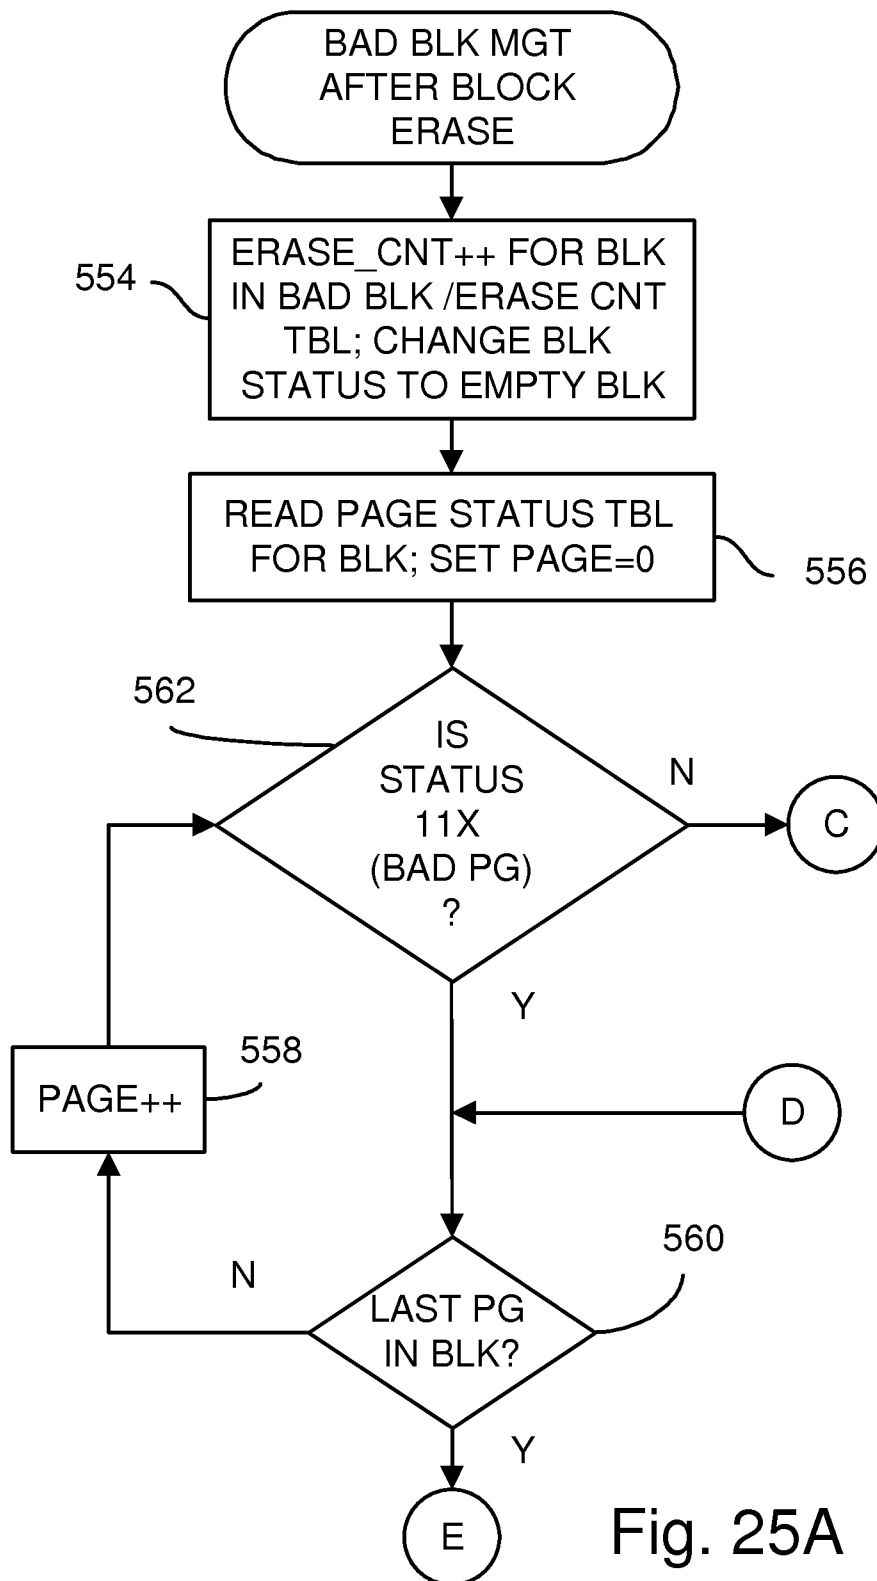 BAD BLK MGT
AFTER BLOCK
ERASE
554
ERASE_CNT++ FOR BLK
IN BAD BLK /ERASE CNT
TBL; CHANGE BLK
STATUS TO EMPTY BLK
READ PAGE STATUS TBL
FOR BLK; SET PAGE=0
556
562
IS
STATUS
11X
(BAD PG)
?
N
C
Y
558
PAGE++
D
560
N
LAST PG
IN BLK?
Y
E
Fig. 25A